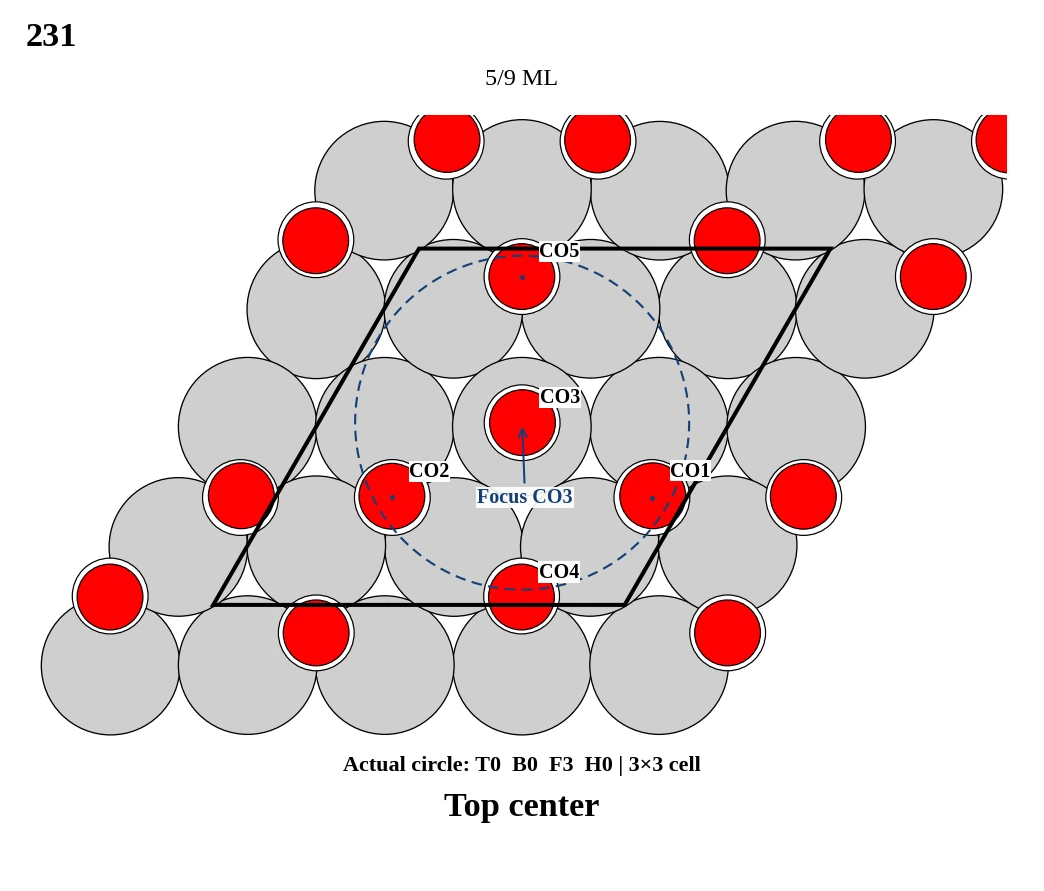 231
5/9 ML
CO5
CO3
CO2
CO1
Focus CO3
CO4
Actual circle: T0 B0 F3 H0 | 3×3 cell
Top center